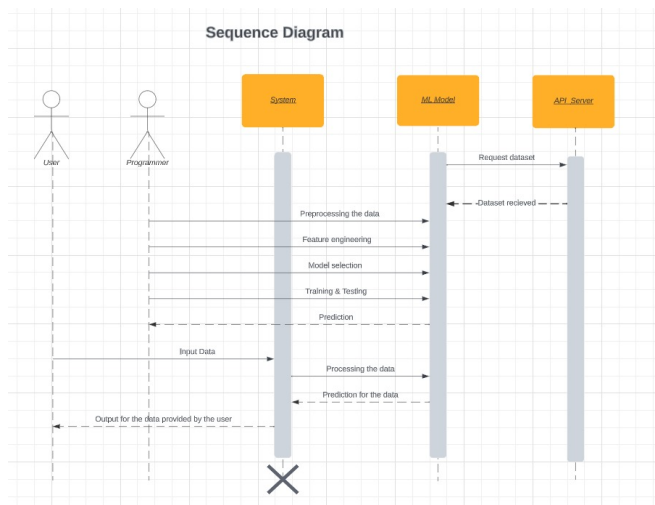 Sequence Diagram
System
ML Model
API Server
User
Programmer
Request dataset
Dataset recieved
Preprocessing the data
Feature engineering
Model selection
Training & Testing
Prediction
Input Data
Processing the data
Prediction for the data
Output for the data provided by the user